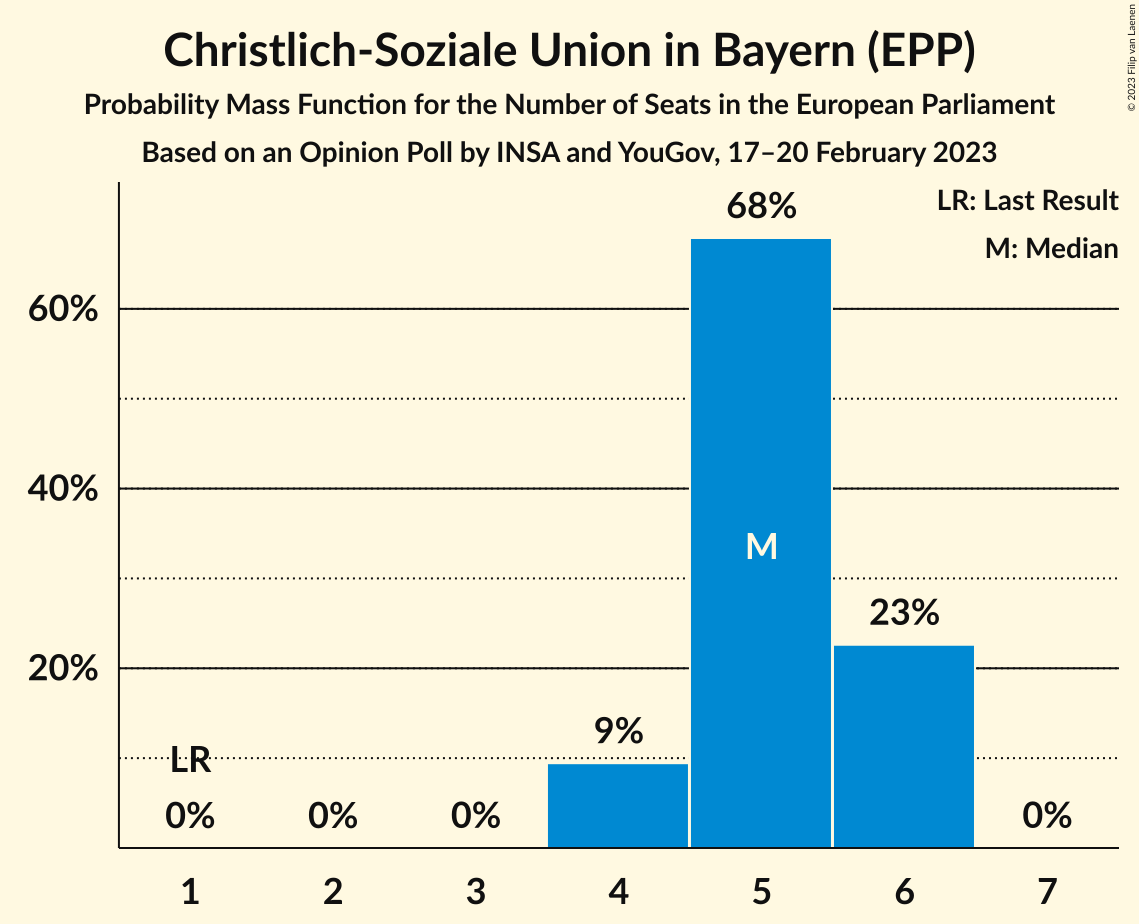 Christlich-Soziale Union in Bayern (EPP)
Probability Mass Function for the Number of Seats in the European Parliament
Based on an Opinion Poll by INSA and YouGov, 17–20 February 2023
© 2023 Filip van Laenen
LR: Last Result
M: Median
68%
60%
40%
M
23%
20%
9%
LR
0% 0% 0% 0%
1 2 3 4 5 6 7